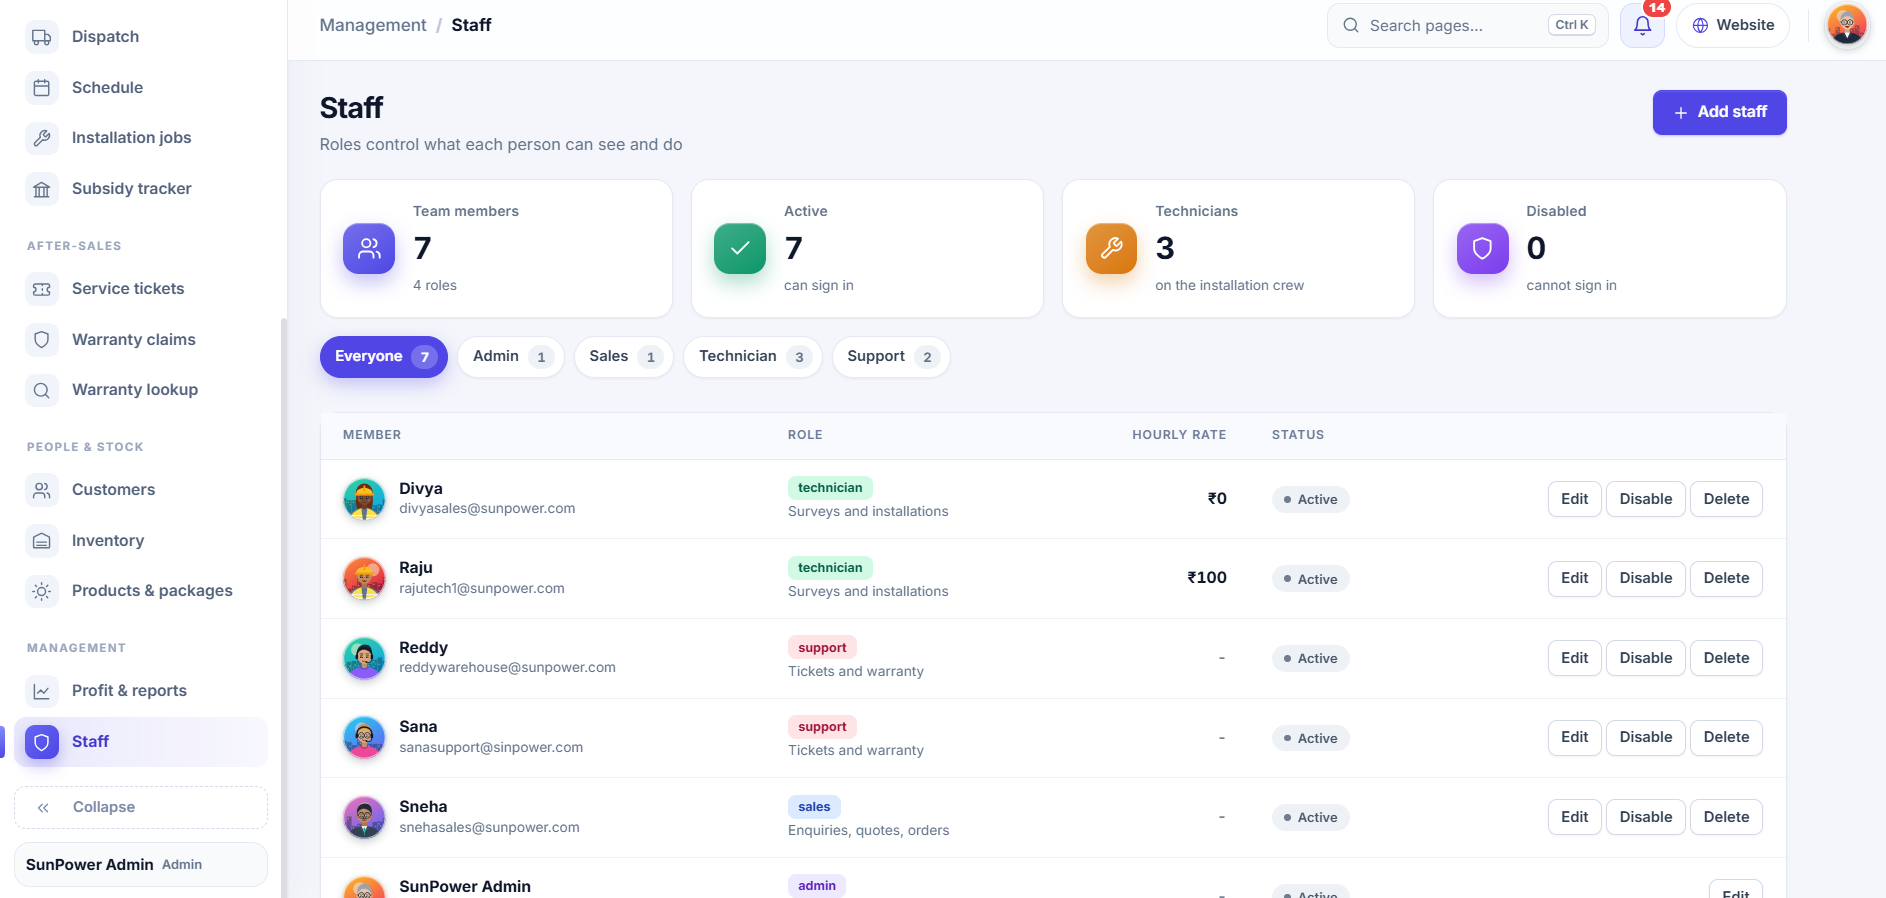 Dispatch
Schedule
Installation jobs
Subsidy tracker
AFTER-SALES
Service tickets
Warranty claims
Warranty lookup
PEOPLE & STOCK
Customers
Inventory
Products & packages
MANAGEMENT
Profit & reports
Staff
Collapse
SunPower Admin Admin
Management / Staff
Search pages... Ctrl K
14
Website
Staff
Roles control what each person can see and do
+ Add staff
Team members
7
4 roles
Active
7
can sign in
Technicians
3
on the installation crew
Disabled
0
cannot sign in
Everyone 7
Admin 1
Sales 1
Technician 3
Support 2
MEMBER ROLE HOURLY RATE STATUS
Divya
divyasales@sunpower.com
technician
Surveys and installations
₹0
Active
Edit Disable Delete
Raju
rajutech1@sunpower.com
technician
Surveys and installations
₹100
Active
Edit Disable Delete
Reddy
reddywarehouse@sunpower.com
support
Tickets and warranty
-
Active
Edit Disable Delete
Sana
sanasupport@sinpower.com
support
Tickets and warranty
-
Active
Edit Disable Delete
Sneha
snehasales@sunpower.com
sales
Enquiries, quotes, orders
-
Active
Edit Disable Delete
SunPower Admin
admin
-
Active
Edit